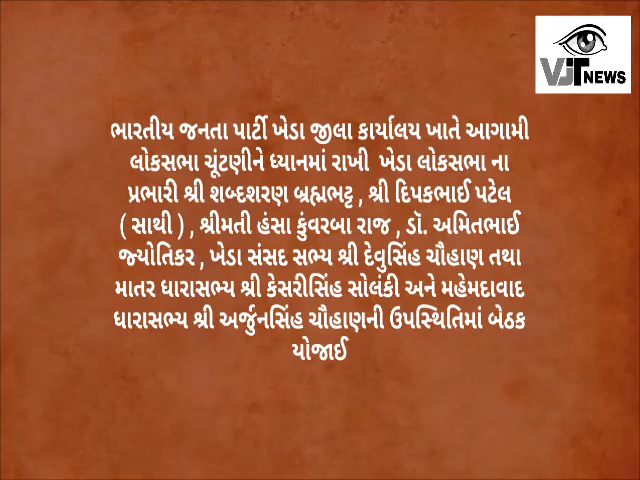 VJT NEWS
ભારતીય જનતા પાર્ટી ખેડા જીલા કાર્યાલય ખાતે આગામી
લોકસભા ચૂંટણીને ધ્યાનમાં રાખી ખેડા લોકસભા ના
પ્રભારી શ્રી શબ્દશરણ બ્રહ્મભટ્ટ , શ્રી દિપકભાઈ પટેલ
( સાથી ) , શ્રીમતી હંસા કુંવરબા રાજ , ડૉ. અમિતભાઈ
જ્યોતિકર , ખેડા સંસદ સભ્ય શ્રી દેવુસિંહ ચૌહાણ તથા
માતર ધારાસભ્ય શ્રી કેસરીસિંહ સોલંકી અને મહેમદાવાદ
ધારાસભ્ય શ્રી અર્જુનસિંહ ચૌહાણની ઉપસ્થિતિમાં બેઠક
યોજાઈ